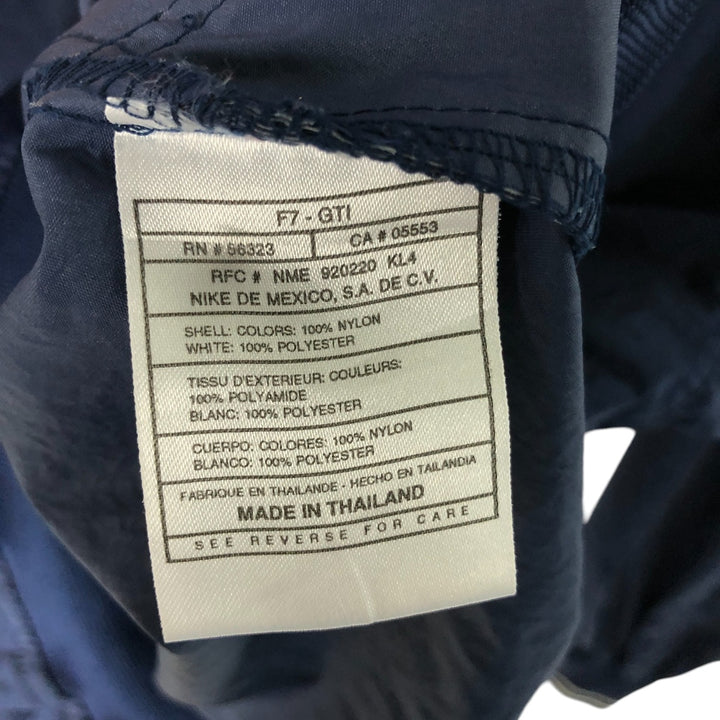 F7 - GTI
RN # 56323 CA # 05553
RFC # NME 920220 KL4
NIKE DE MEXICO, S.A. DE C.V.
SHELL: COLORS: 100% NYLON
WHITE: 100% POLYESTER
TISSU D'EXTERIEUR: COULEURS:
100% POLYAMIDE
BLANC: 100% POLYESTER
CUERPO: COLORES: 100% NYLON
BLANCO: 100% POLYESTER
FABRIQUE EN THAILANDE - HECHO EN TAILANDIA
MADE IN THAILAND
SEE REVERSE FOR CARE